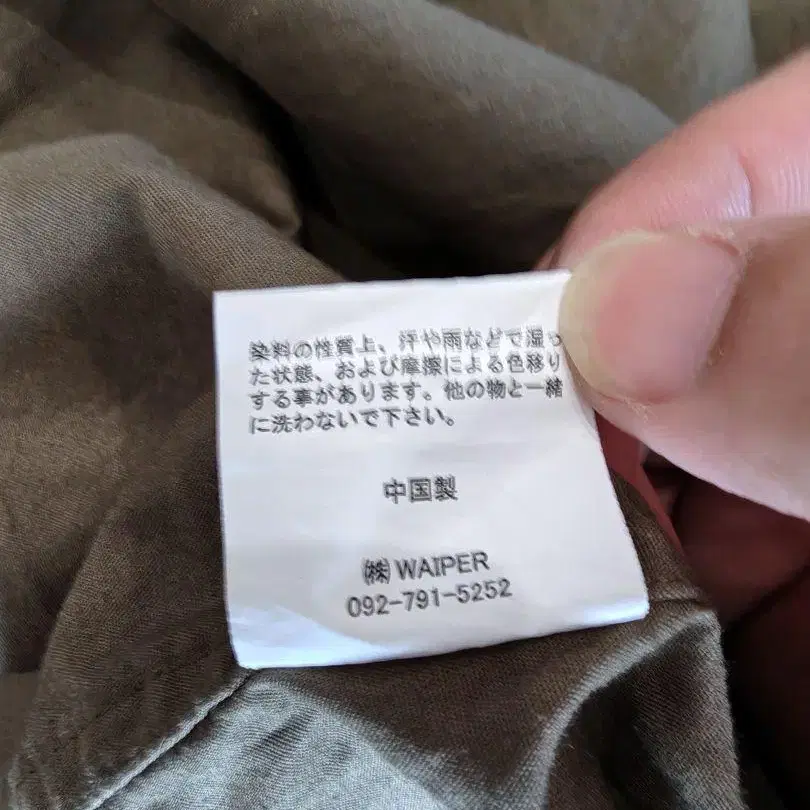 染料の性質上、汗や雨などで湿っ
た状態、および摩擦による色移り
する事があります。他の物と一緒
に洗わないで下さい。
中国製
㈱ WAIPER
092-791-5252